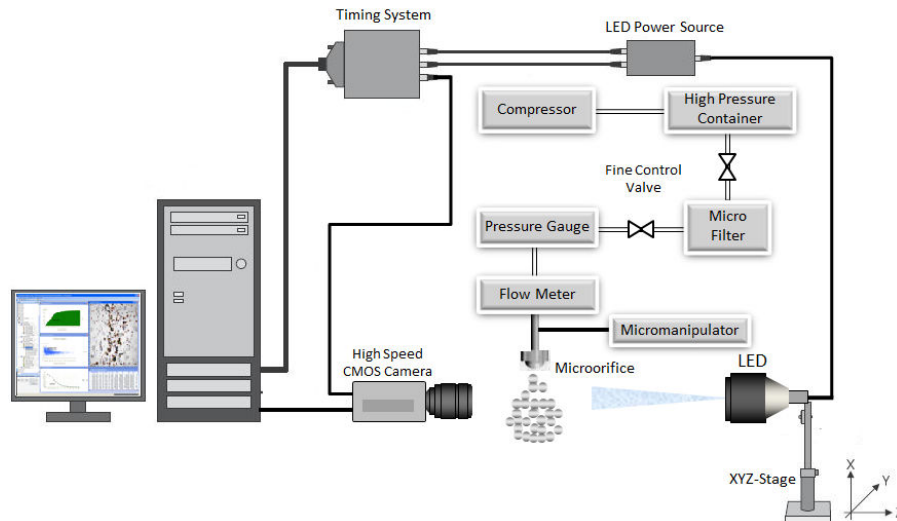 Timing System
LED Power Source
Compressor
High Pressure
Container
Fine Control
Valve
Micro
Filter
Pressure Gauge
Flow Meter
Micromanipulator
High Speed
CMOS Camera
Microorifice
LED
XYZ-Stage
X
Y
Z